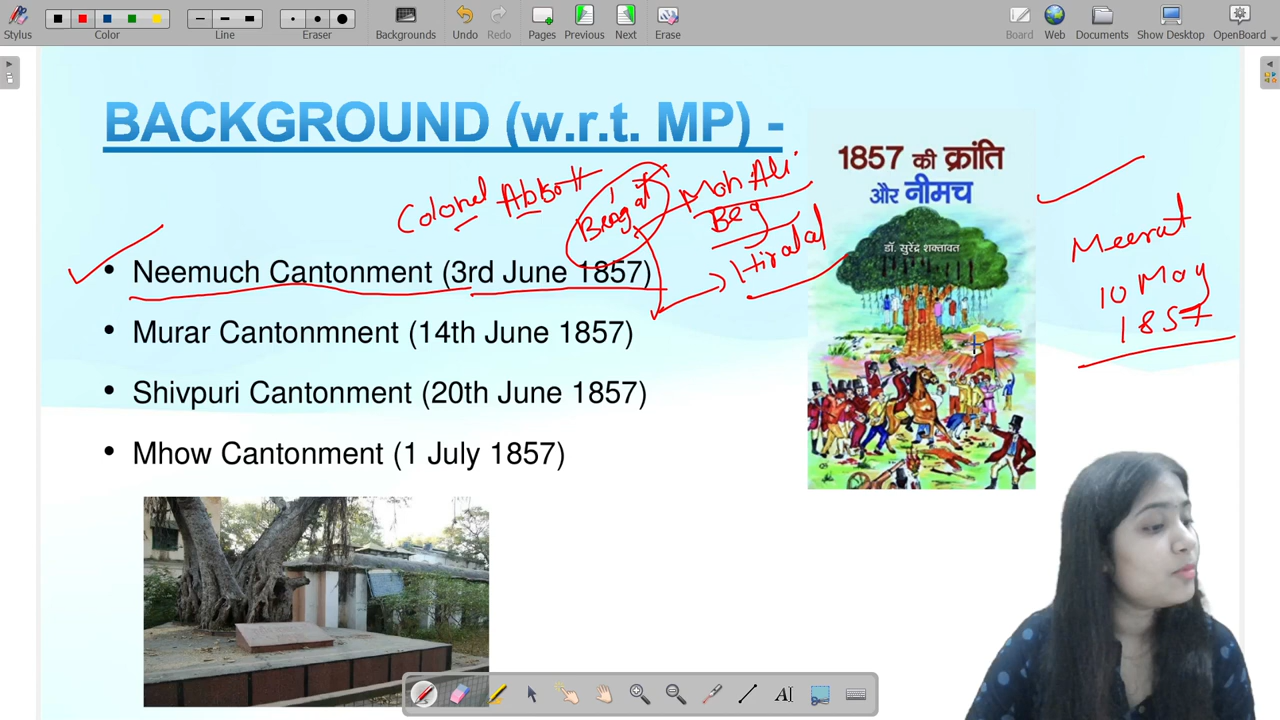 Stylus
Color
Line
Eraser
Backgrounds
Undo
Redo
Pages
Previous
Next
Erase
Board
Web
Documents
Show Desktop
OpenBoard
BACKGROUND (w.r.t. MP) -
Colonel Abbott
Moh Ali
Beg
Hiralal
• Neemuch Cantonment (3rd June 1857)
• Murar Cantonmnent (14th June 1857)
• Shivpuri Cantonment (20th June 1857)
• Mhow Cantonment (1 July 1857)
1857 की क्रांति
और नीमच
डॉ. सुरेंद्र शक्तावत
Meerut
10 May
1857